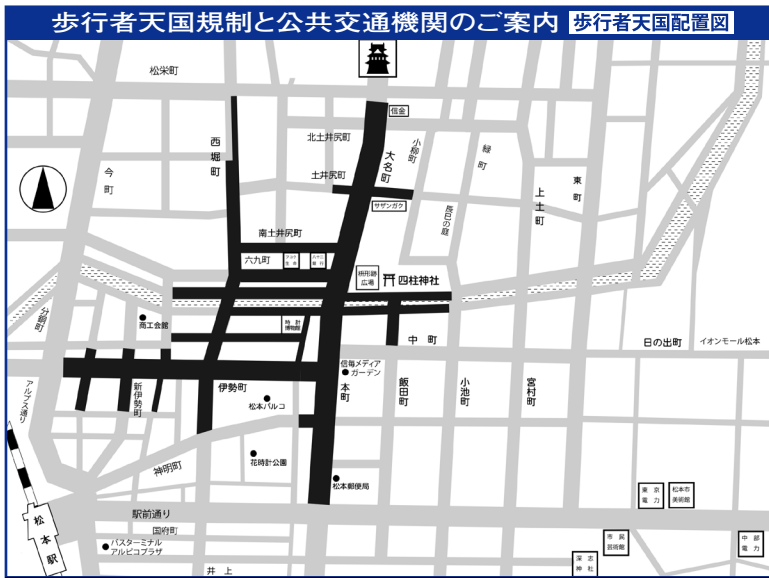 歩行者天国規制と公共交通機関のご案内 歩行者天国配置図
松栄町
信金
北土井尻町
西堀町
大名町
小柳町
緑町
今町
土井尻町
東町
上土町
サザンガク
辰巳の庭
南土井尻町
六九町
八十二
銀行
枡形跡
広場
四柱神社
分銅町
商工会館
時計
博物館
中町
日の出町
イオンモール松本
信毎メディア
ガーデン
アルプス通り
新伊勢町
伊勢町
松本パルコ
本町
飯田町
小池町
宮村町
花時計公園
神明町
松本郵便局
東京
電力
松本市
美術館
駅前通り
国府町
松本駅
バスターミナル
アルピコプラザ
市民
芸術館
中部
電力
深志
神社
井上